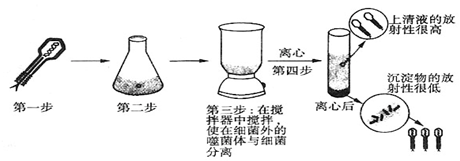 第一步
第二步
第三步：在搅
拌器中搅拌，
使在细菌外的
噬菌体与细菌
分离
离心
第四步
离心后
上清液的放
射性很高
沉淀物的放
射性很低